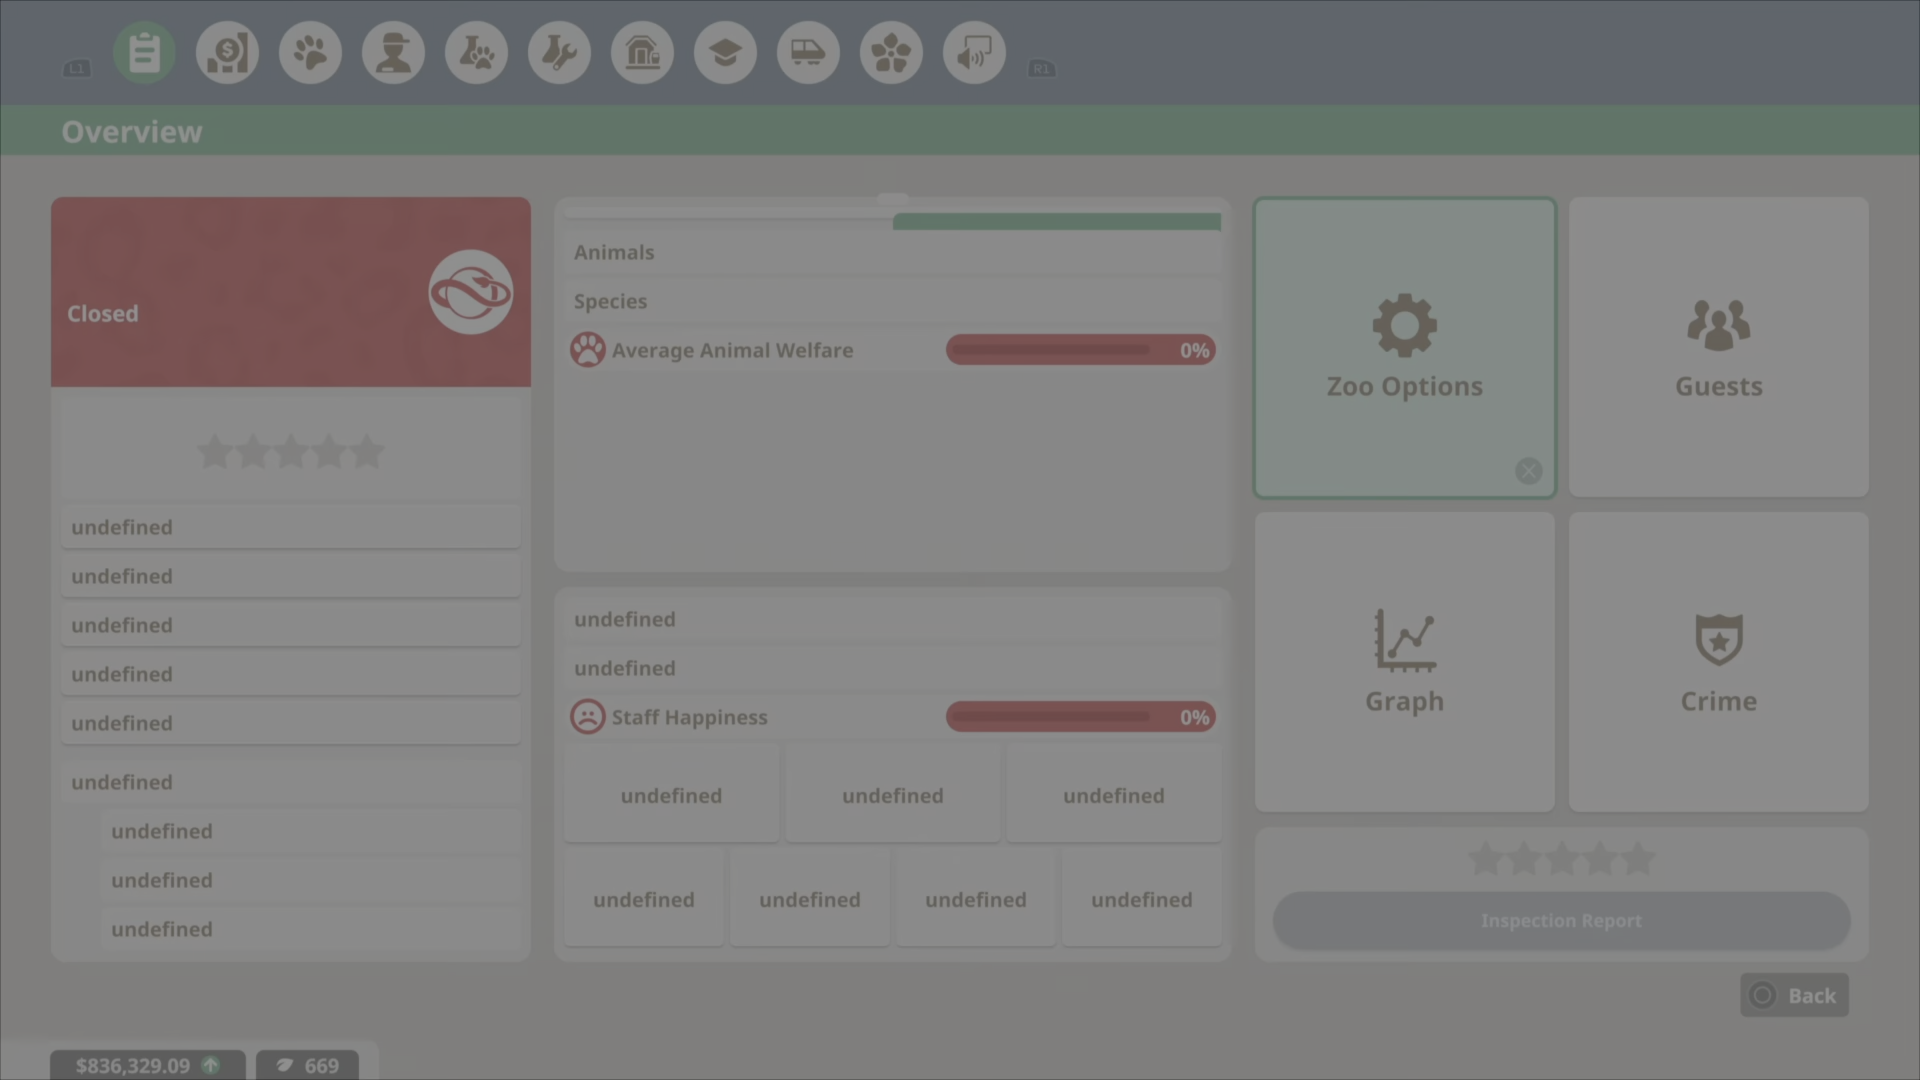 L1
R1
Overview
Closed
undefined
undefined
undefined
undefined
undefined
undefined
undefined
undefined
undefined
Animals
Species
Average Animal Welfare 0%
undefined
undefined
Staff Happiness 0%
undefined undefined undefined
undefined undefined undefined undefined
Zoo Options
Guests
Graph
Crime
Inspection Report
Back
$836,329.09
669